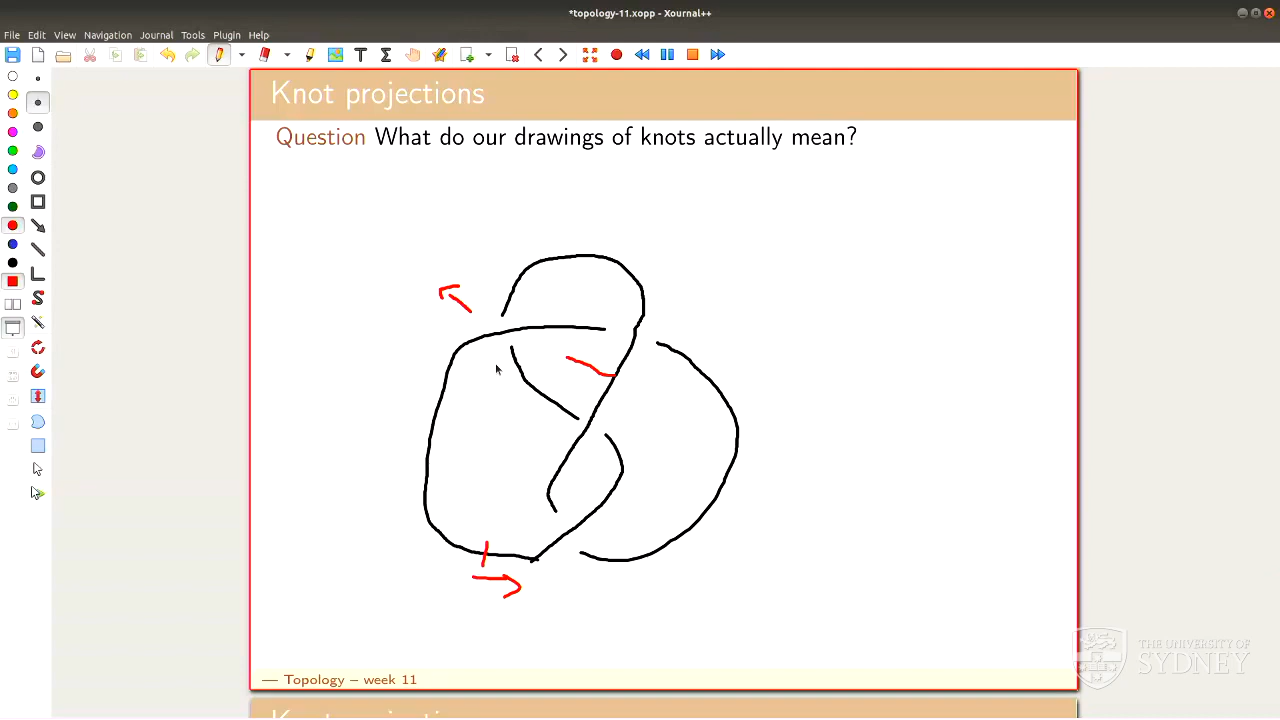 *topology-11.xopp - Xournal++
File Edit View Navigation Journal Tools Plugin Help
Knot projections
Question What do our drawings of knots actually mean?
THE UNIVERSITY OF
SYDNEY
— Topology – week 11